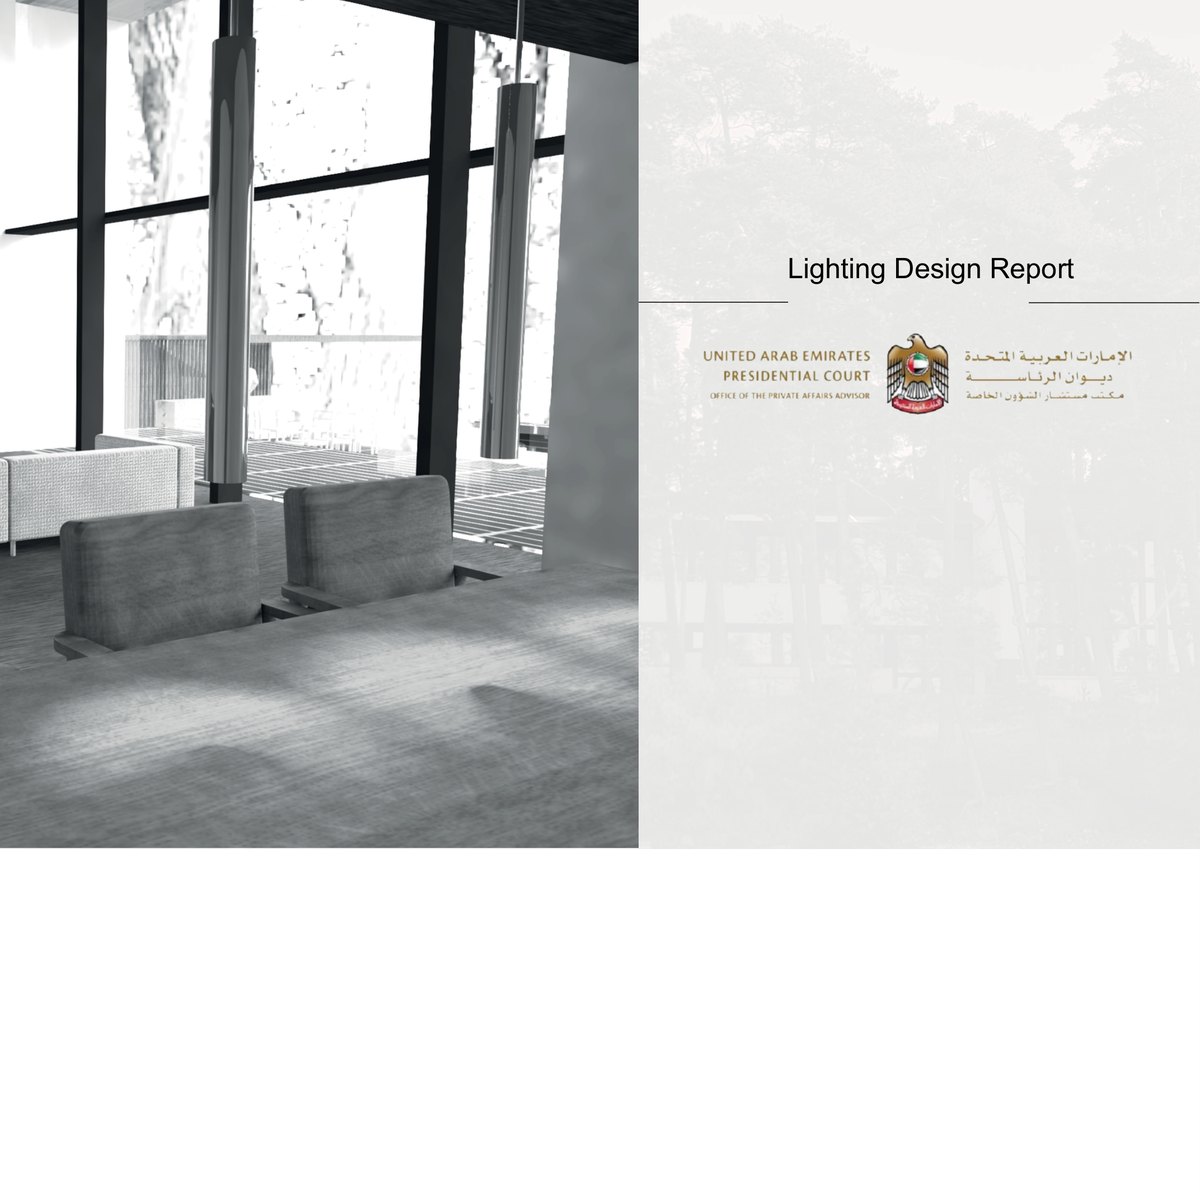 Lighting Design Report
UNITED ARAB EMIRATES
PRESIDENTIAL COURT
OFFICE OF THE PRIVATE AFFAIRS ADVISOR
الإمارات العربية المتحدة
ديوان الرئاسة
مكتب مستشار الشؤون الخاصة